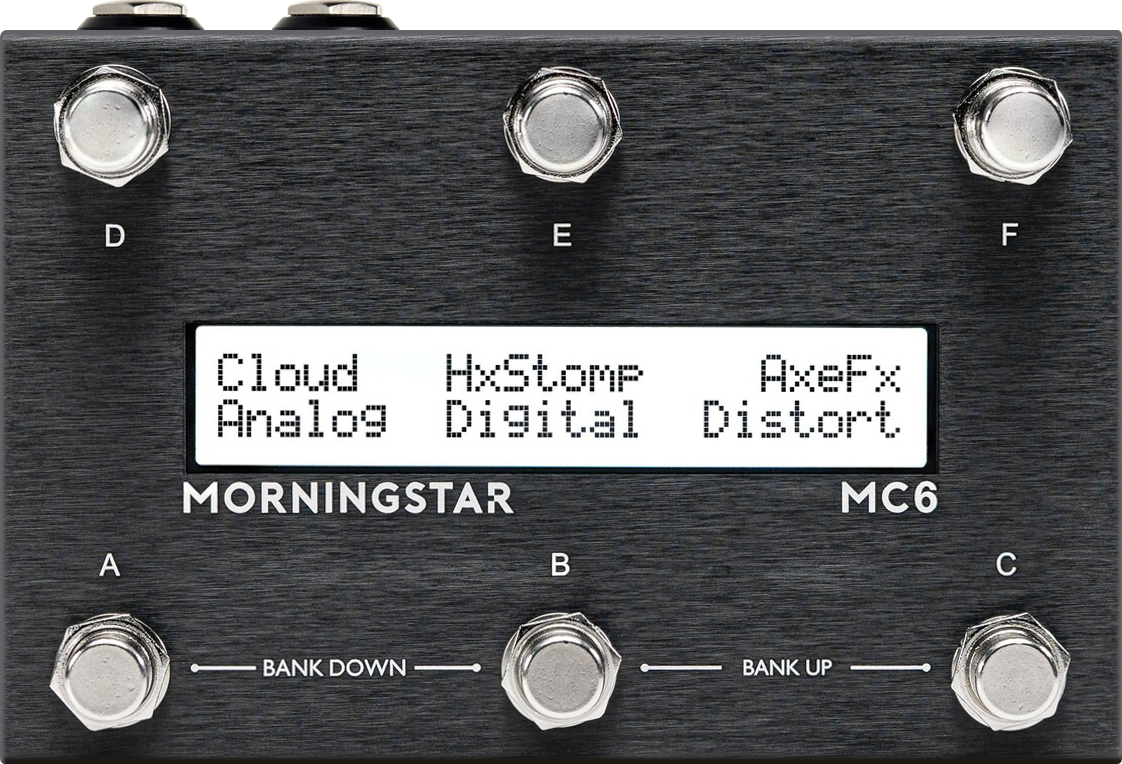 D E F
Cloud HxStomp AxeFx
Analog Digital Distort
MORNINGSTAR MC6
A B C
BANK DOWN BANK UP